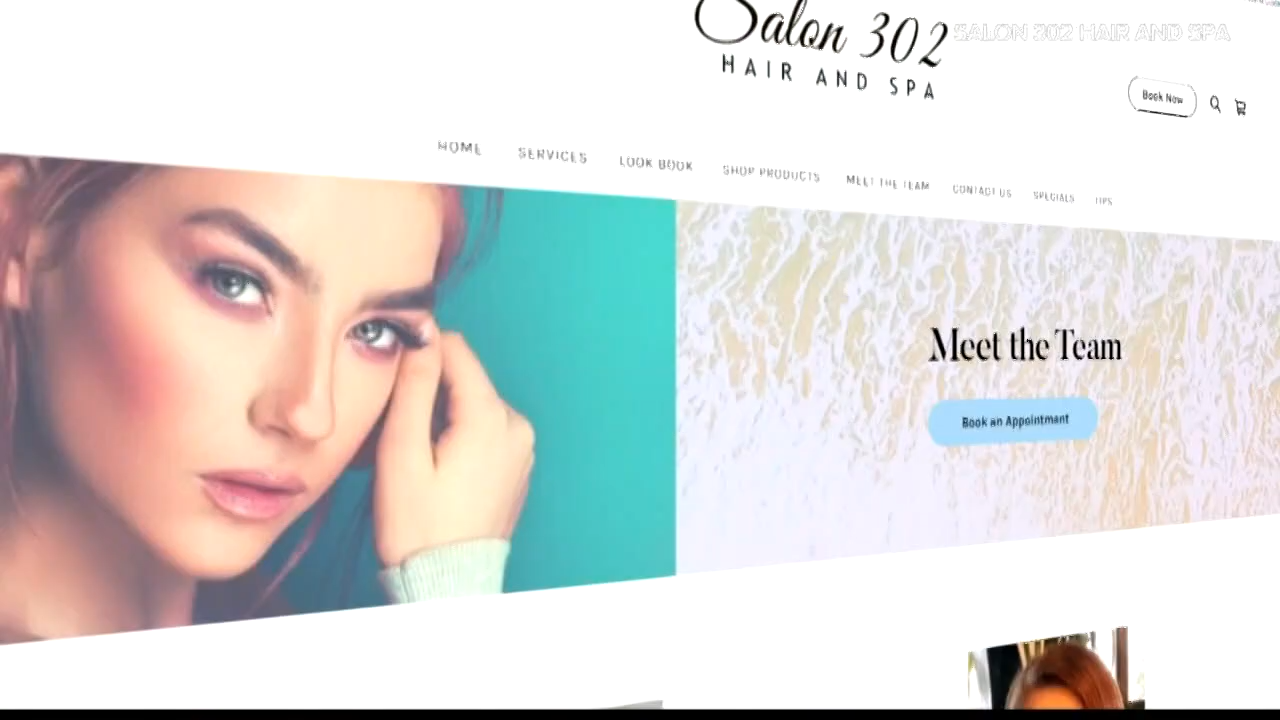 Salon 302
HAIR AND SPA
SALON 302 HAIR AND SPA
Book Now
HOME SERVICES LOOK BOOK SHOP PRODUCTS MEET THE TEAM CONTACT US SPECIALS TIPS
Meet the Team
Book an Appointment